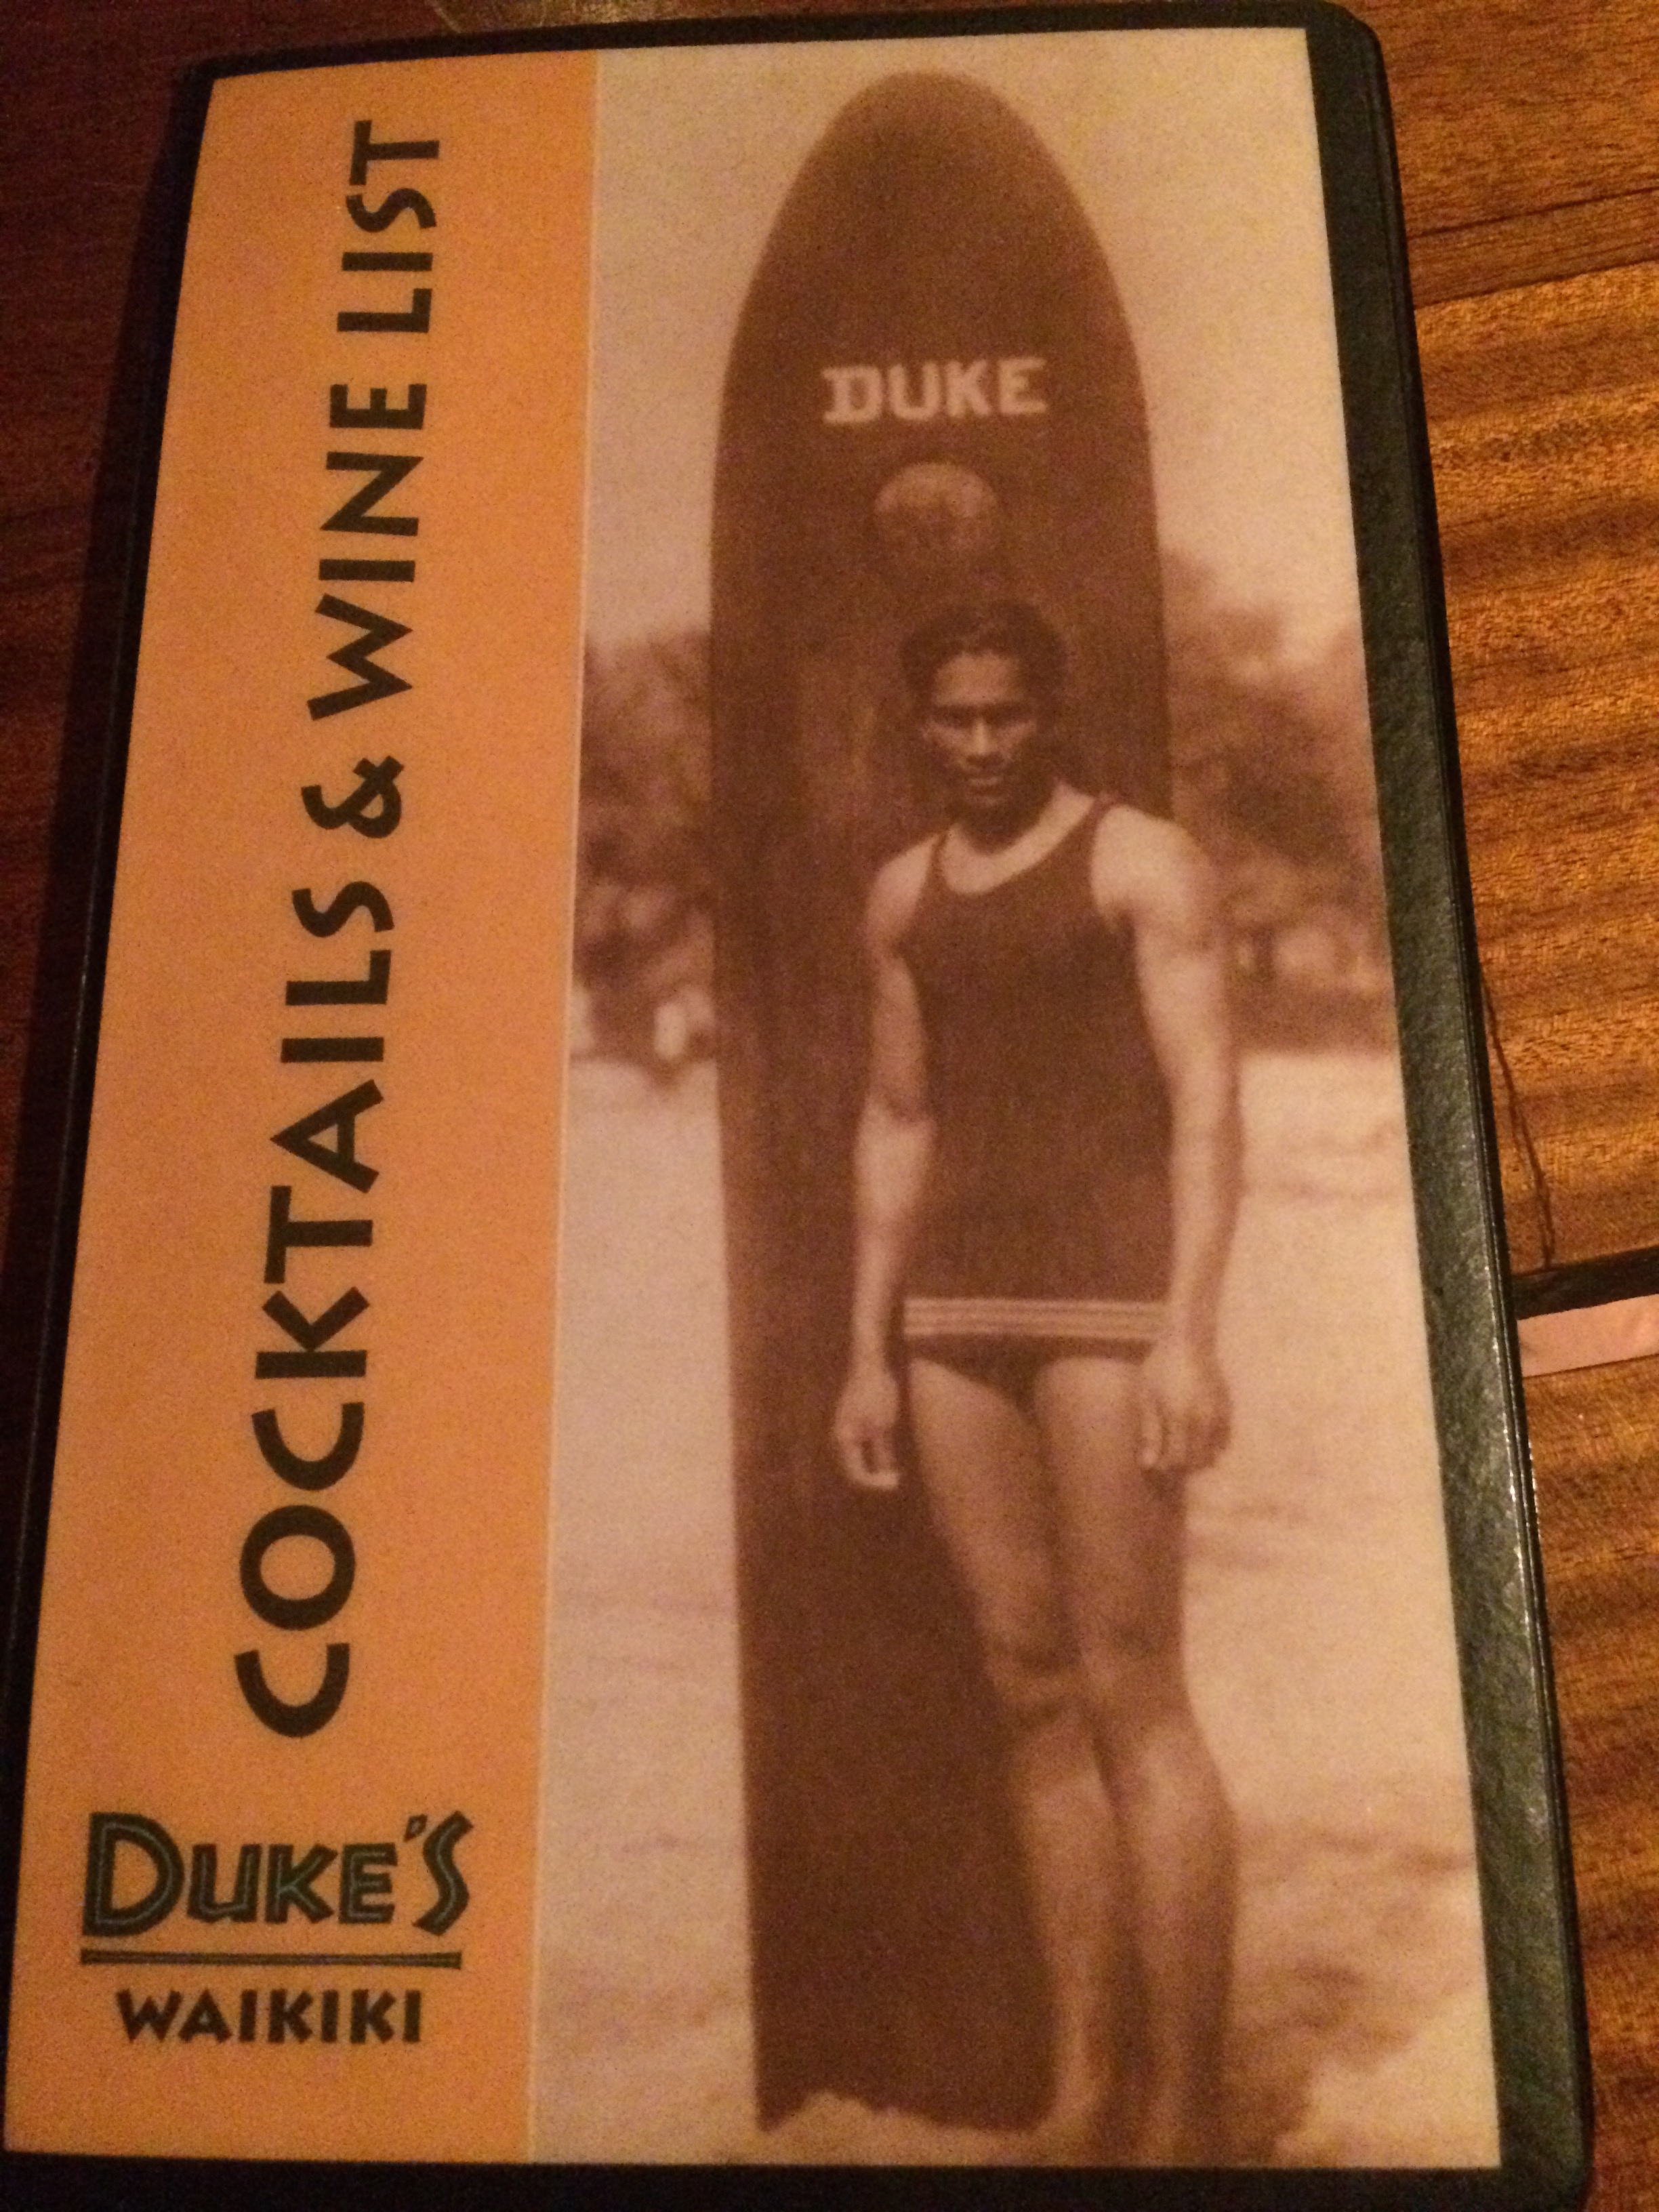 COCKTAILS & WINE LIST
DUKE'S
WAIKIKI
DUKE